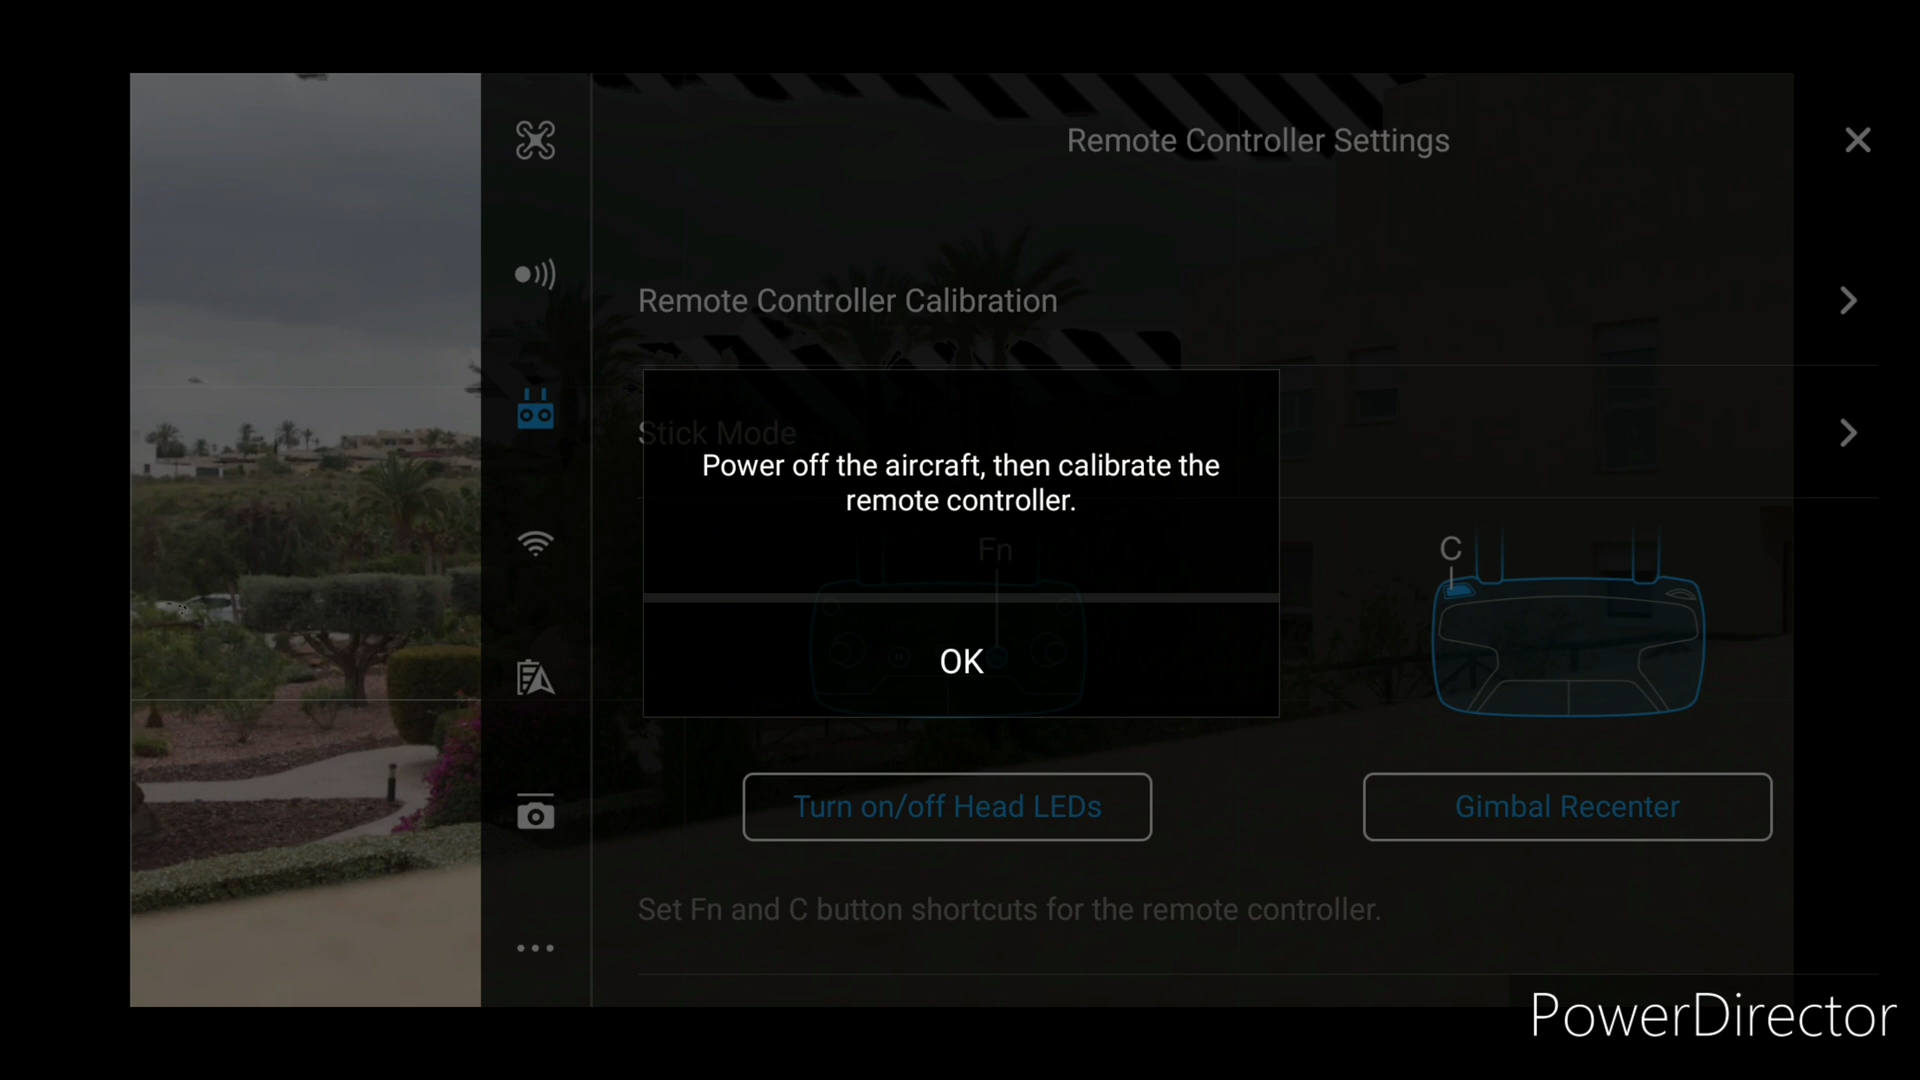 Remote Controller Settings
Remote Controller Calibration
Stick Mode
Power off the aircraft, then calibrate the
remote controller.
Fn
C
OK
Turn on/off Head LEDs
Gimbal Recenter
Set Fn and C button shortcuts for the remote controller.
PowerDirector